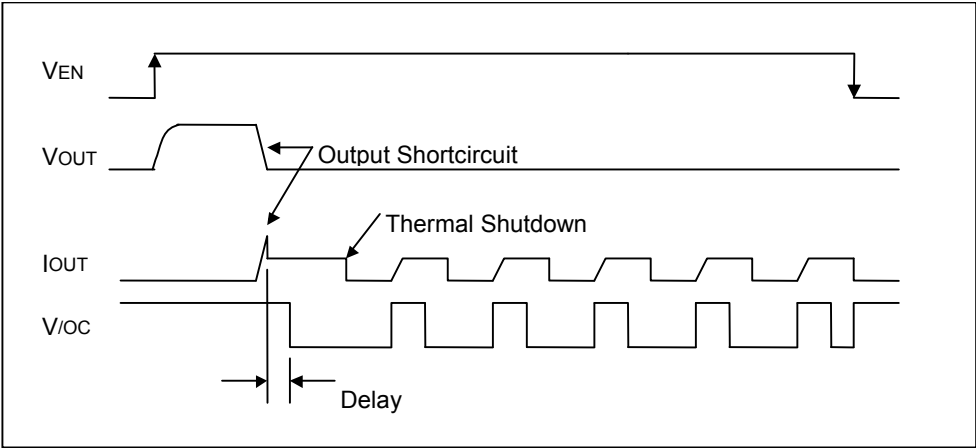 VEN
VOUT
Output Shortcircuit
Thermal Shutdown
IOUT
V/OC
Delay